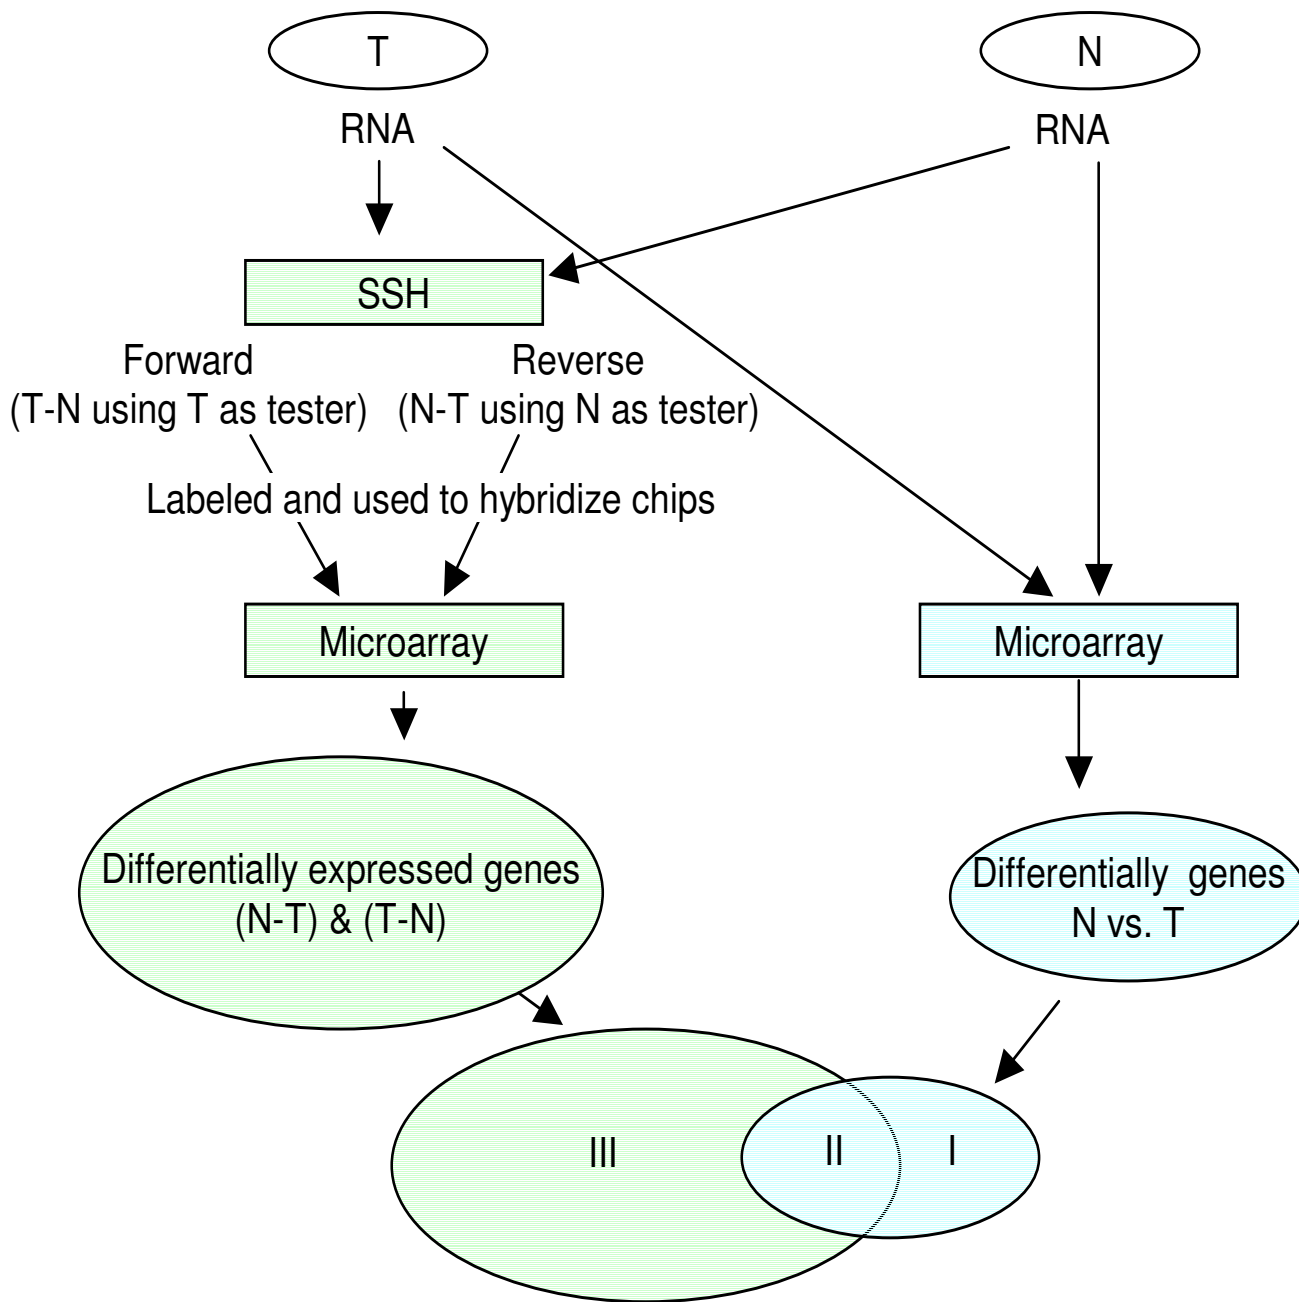 T
N
RNA
RNA
SSH
Forward
(T-N using T as tester)
Reverse
(N-T using N as tester)
Labeled and used to hybridize chips
Microarray
Microarray
Differentially expressed genes
(N-T) & (T-N)
Differentially genes
N vs. T
III
II
I